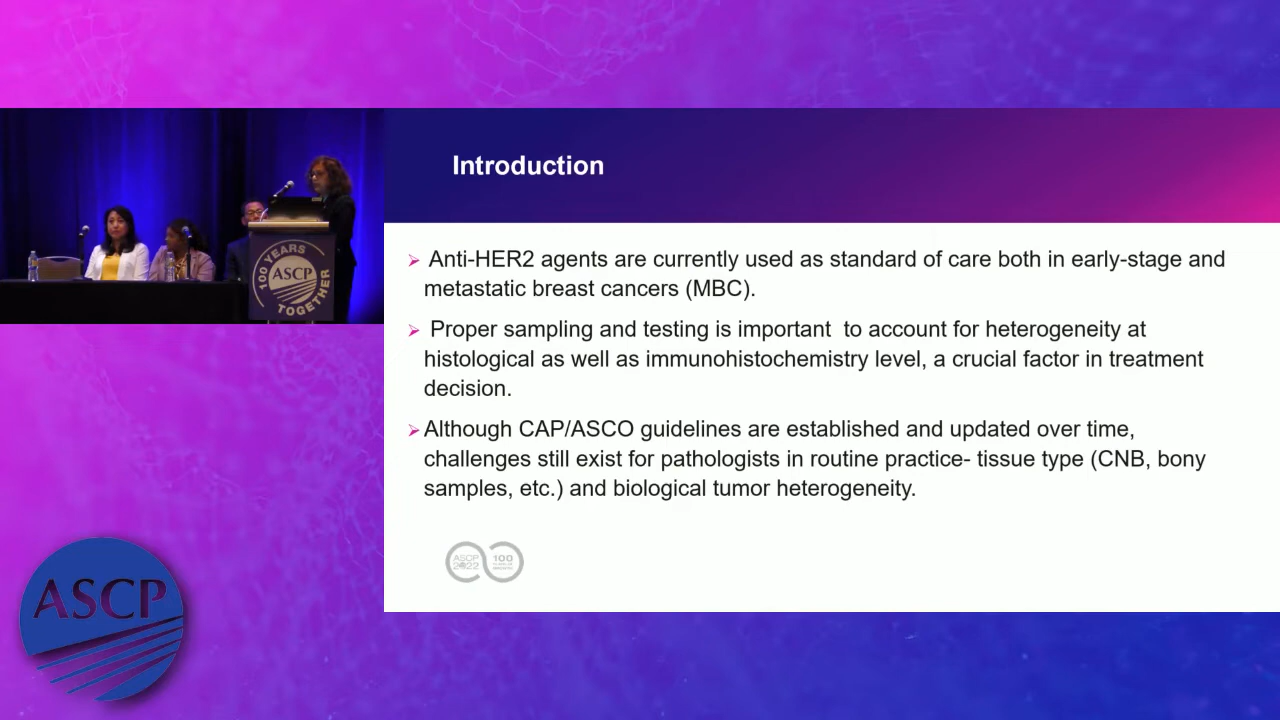 Introduction
➢ Anti-HER2 agents are currently used as standard of care both in early-stage and
metastatic breast cancers (MBC).
➢ Proper sampling and testing is important to account for heterogeneity at
histological as well as immunohistochemistry level, a crucial factor in treatment
decision.
➢ Although CAP/ASCO guidelines are established and updated over time,
challenges still exist for pathologists in routine practice- tissue type (CNB, bony
samples, etc.) and biological tumor heterogeneity.
100 YEARS
ASCP
TOGETHER
ASCP
2022
100
ASCP